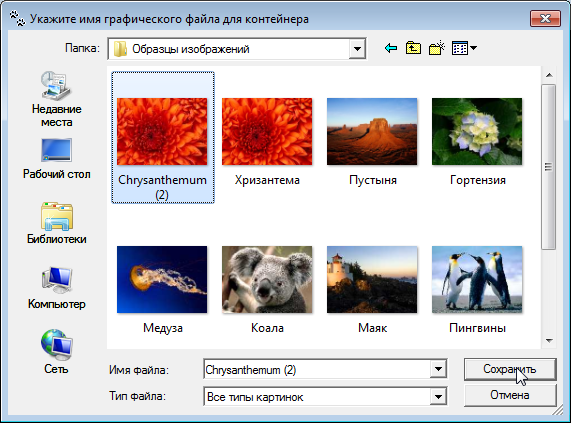 Укажите имя графического файла для контейнера
Папка:
Образцы изображений
Недавние
места
Рабочий стол
Библиотеки
Компьютер
Сеть
Chrysanthemum
(2)
Хризантема
Пустыня
Гортензия
Медуза
Коала
Маяк
Пингвины
Имя файла:
Chrysanthemum (2)
Сохранить
Тип файла:
Все типы картинок
Отмена